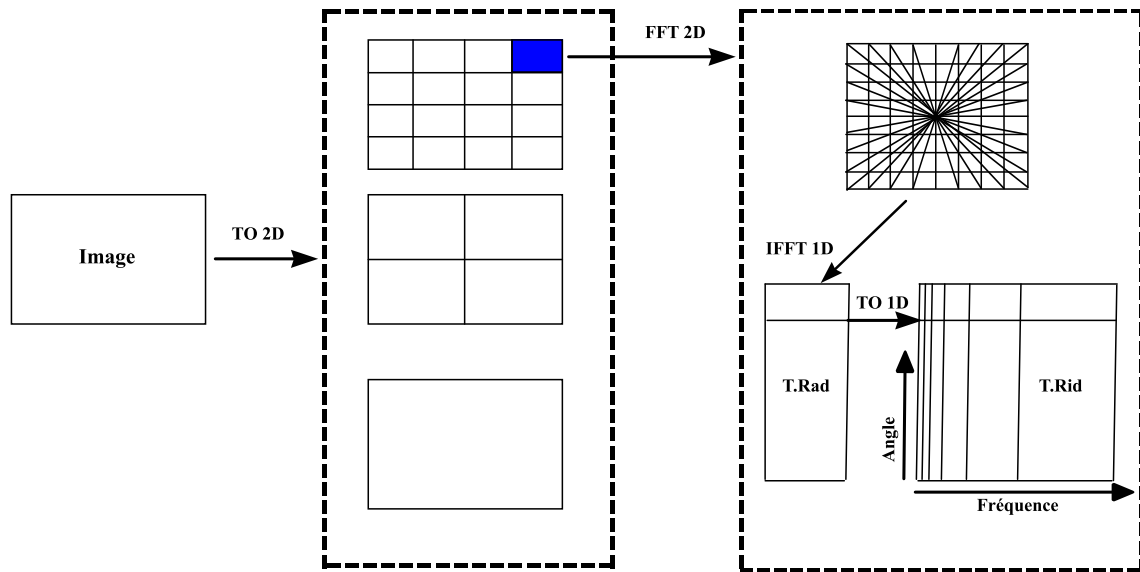 FFT 2D
TO 2D
Image
IFFT 1D
TO 1D
T.Rad
T.Rid
Angle
Fréquence